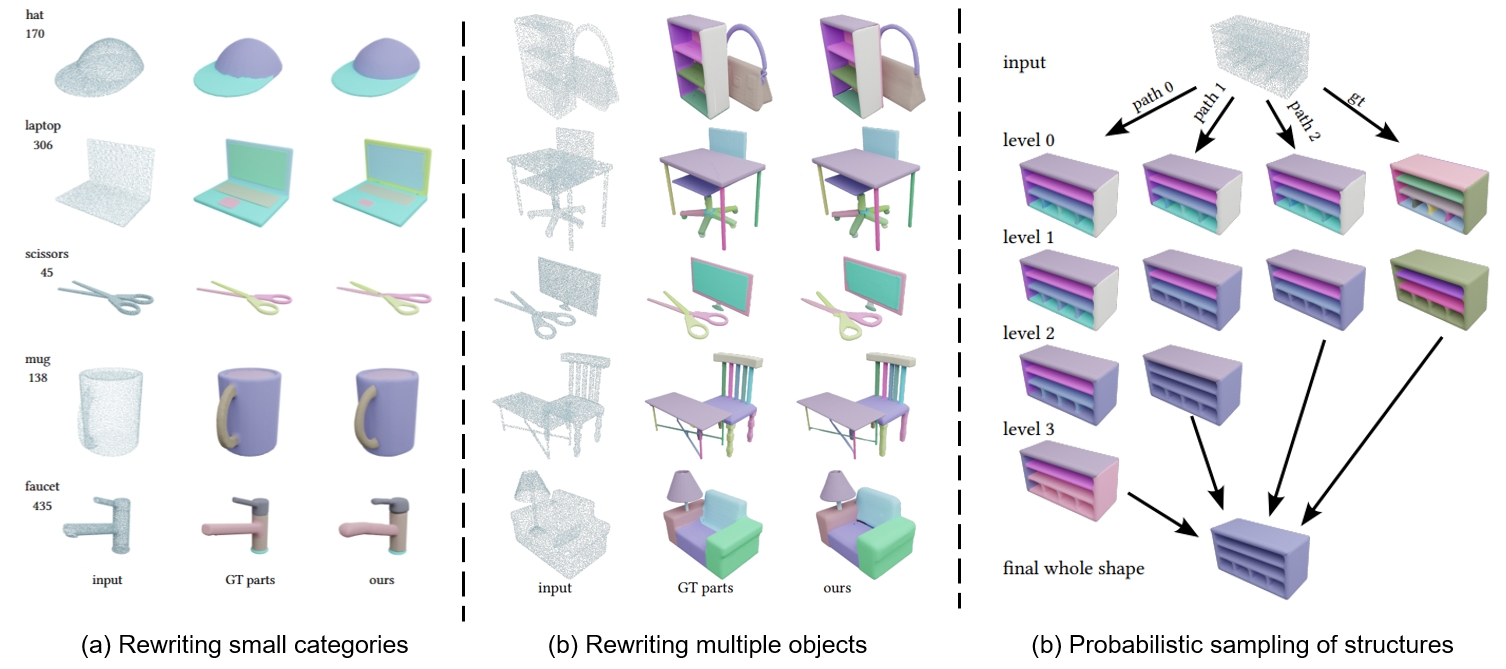 hat
170
laptop
306
scissors
45
mug
138
faucet
435
input
GT parts
ours
(a) Rewriting small categories
input
GT parts
ours
(b) Rewriting multiple objects
input
path 0
path 1
path 2
gt
level 0
level 1
level 2
level 3
final whole shape
(b) Probabilistic sampling of structures